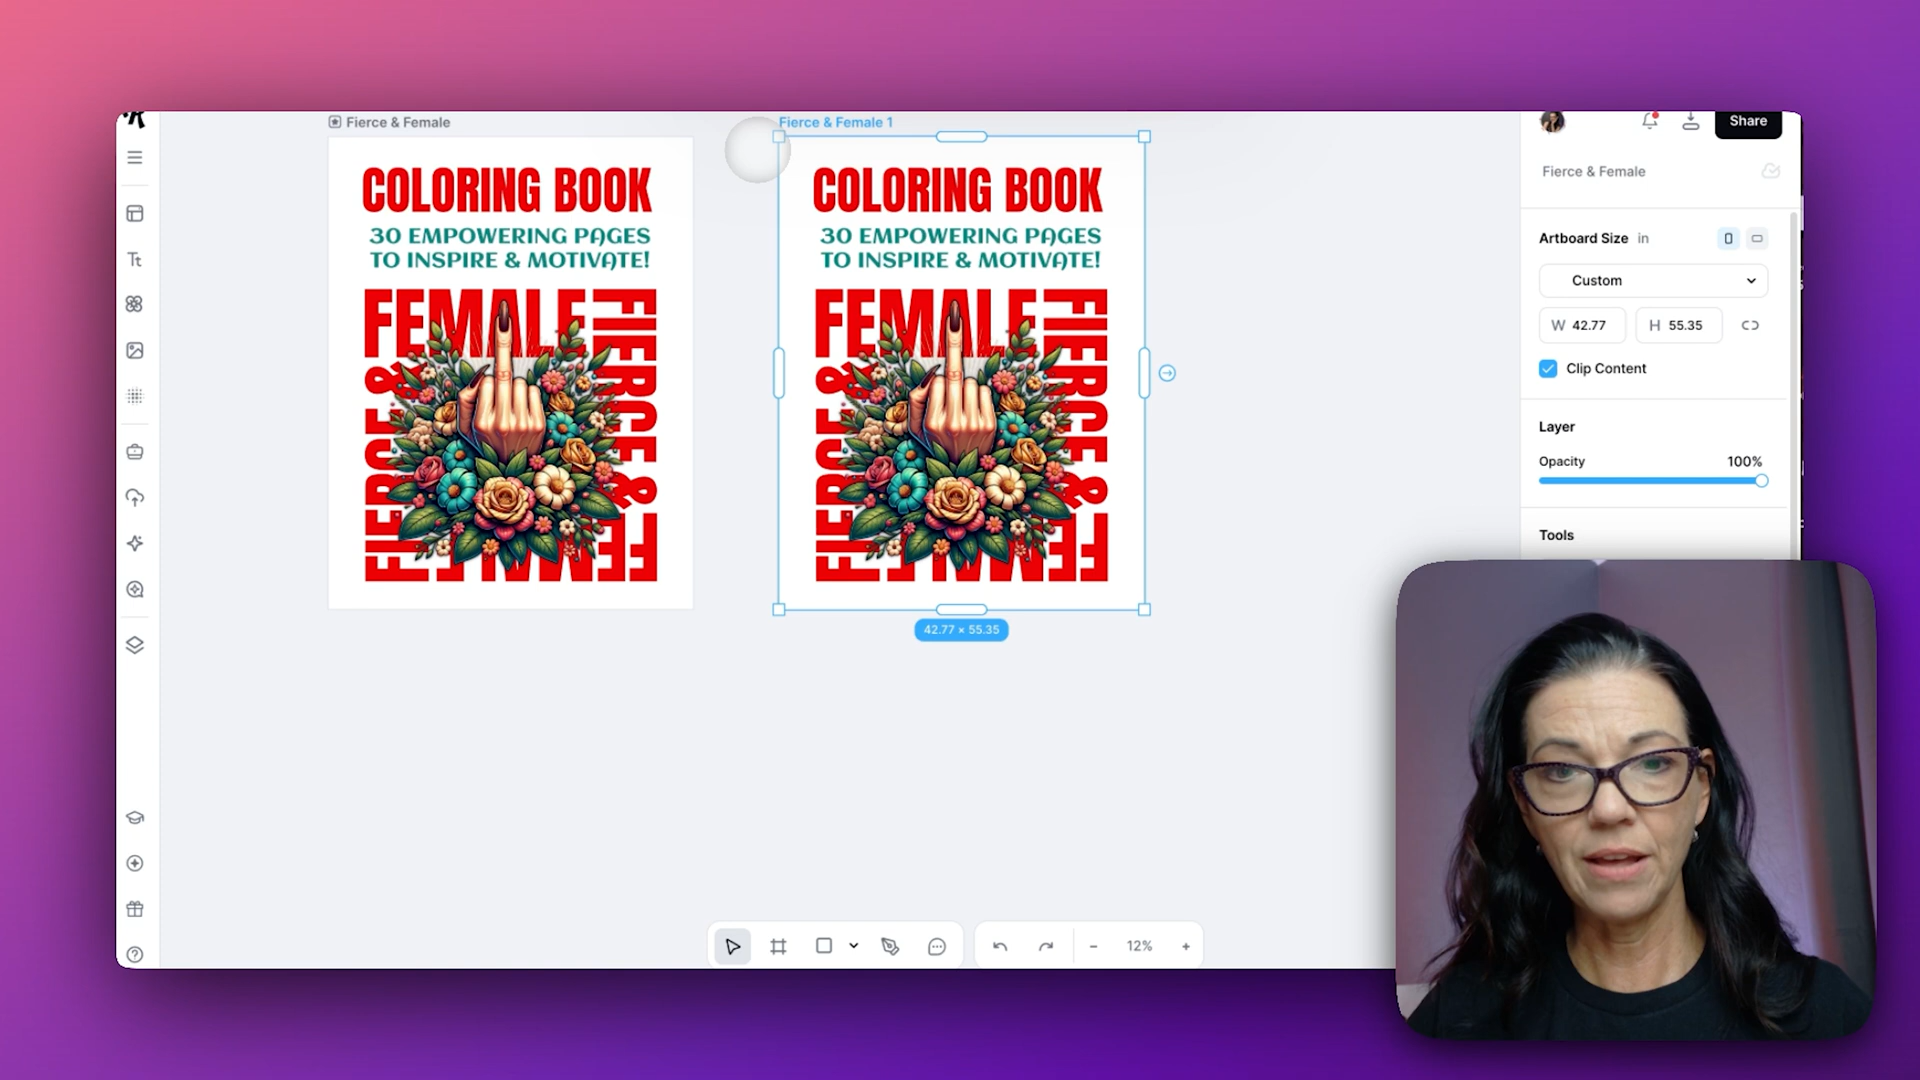 Fierce & Female
COLORING BOOK
30 EMPOWERING PAGES
TO INSPIRE & MOTIVATE!
FEMALE
FIERCE &
FEMALE
FIERCE &
Fierce & Female 1
COLORING BOOK
30 EMPOWERING PAGES
TO INSPIRE & MOTIVATE!
FEMALE
FIERCE &
FEMALE
FIERCE &
42.77 × 55.35
Share
Fierce & Female
Artboard Size in
Custom
W 42.77 H 55.35
Clip Content
Layer
Opacity 100%
Tools
Tt
12%